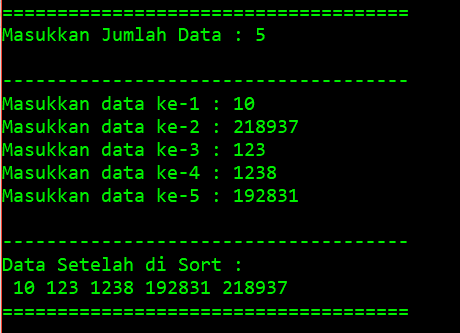 =====================================
Masukkan Jumlah Data : 5
-------------------------------------
Masukkan data ke-1 : 10
Masukkan data ke-2 : 218937
Masukkan data ke-3 : 123
Masukkan data ke-4 : 1238
Masukkan data ke-5 : 192831
-------------------------------------
Data Setelah di Sort :
10 123 1238 192831 218937
=====================================